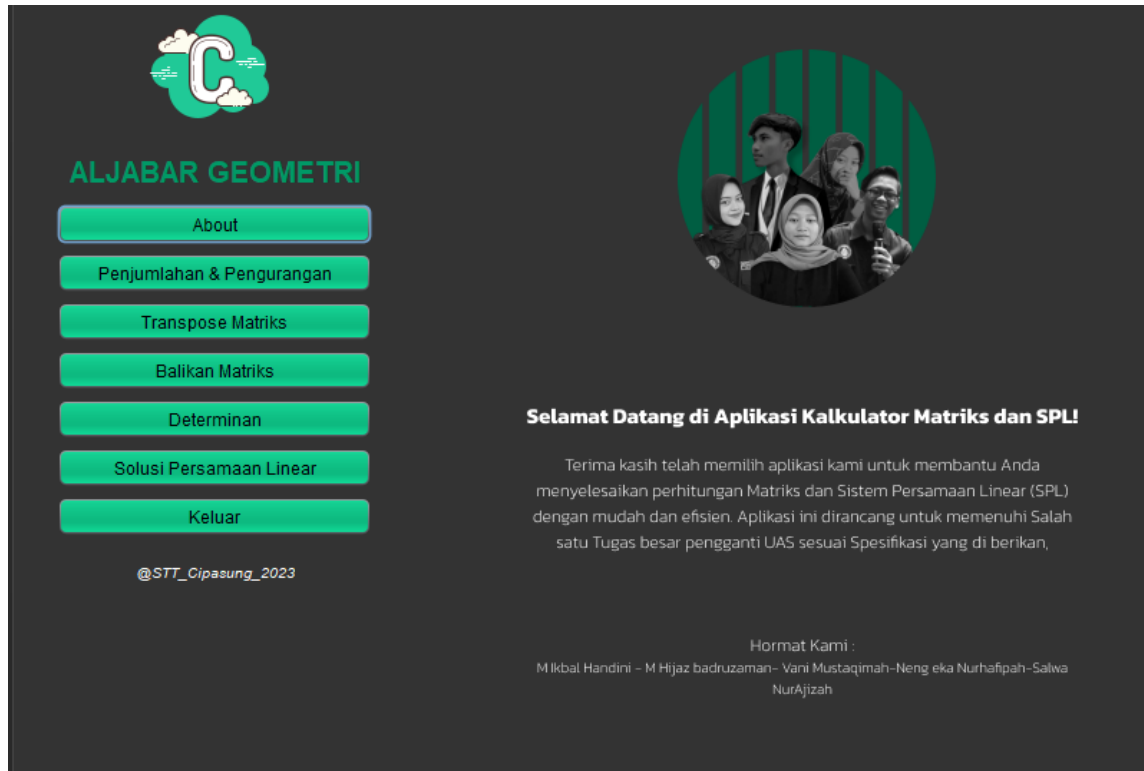 C
ALJABAR GEOMETRI
About
Penjumlahan & Pengurangan
Transpose Matriks
Balikan Matriks
Determinan
Solusi Persamaan Linear
Keluar
@STT_Cipasung_2023
Selamat Datang di Aplikasi Kalkulator Matriks dan SPL!
Terima kasih telah memilih aplikasi kami untuk membantu Anda
menyelesaikan perhitungan Matriks dan Sistem Persamaan Linear (SPL)
dengan mudah dan efisien. Aplikasi ini dirancang untuk memenuhi Salah
satu Tugas besar pengganti UAS sesuai Spesifikasi yang di berikan,
Hormat Kami :
M Ikbal Handini - M Hijaz badruzaman- Vani Mustaqimah-Neng eka Nurhafipah-Salwa
NurAjizah